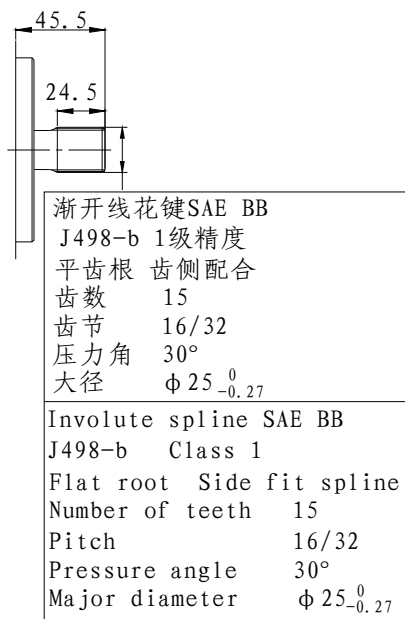 45.5
24.5
渐开线花键SAE BB
J498-b 1级精度
平齿根 齿侧配合
齿数 15
齿节 16/32
压力角 30°
大径 φ25 0 -0.27
Involute spline SAE BB
J498-b Class 1
Flat root Side fit spline
Number of teeth 15
Pitch 16/32
Pressure angle 30°
Major diameter φ25 0 -0.27